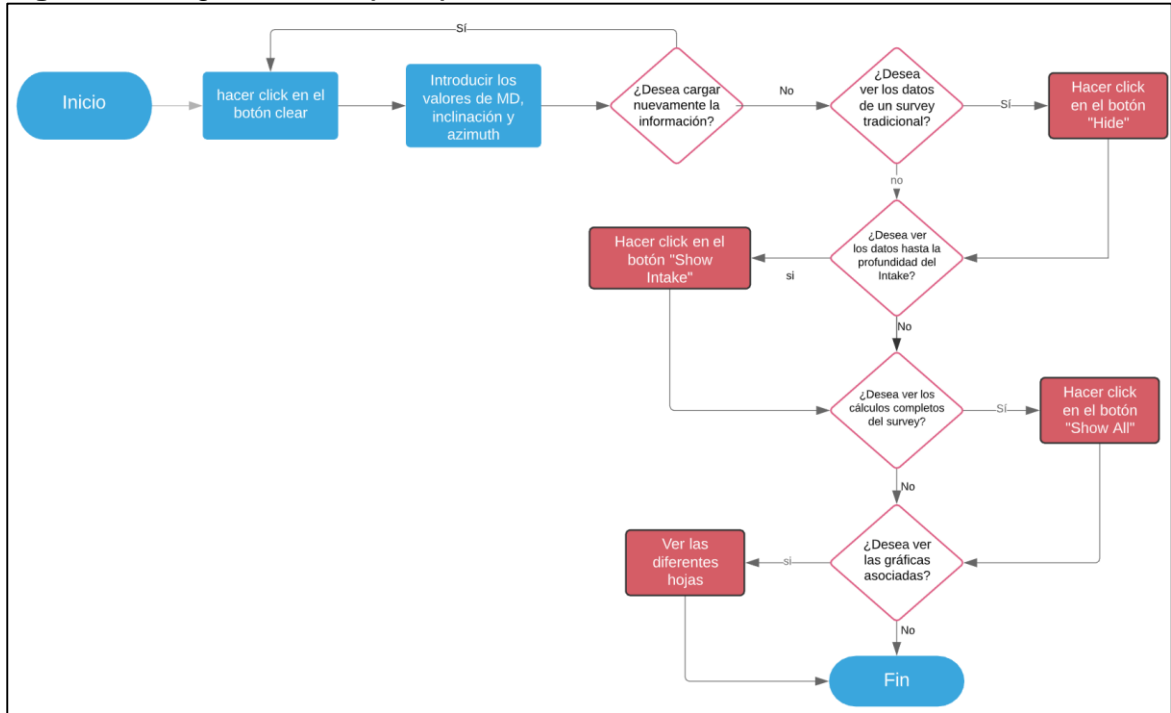 Sí
Inicio
hacer click en el
botón clear
Introducir los
valores de MD,
inclinación y
azimuth
¿Desea cargar
nuevamente la
información?
No
¿Desea
ver los datos
de un survey
tradicional?
Sí
Hacer click
en el botón
"Hide"
no
¿Desea ver
los datos hasta la
profundidad del
Intake?
si
Hacer click en el
botón "Show
Intake"
No
¿Desea ver los
cálculos completos
del survey?
Sí
Hacer click
en el botón
"Show All"
No
¿Desea ver
las gráficas
asociadas?
si
Ver las
diferentes
hojas
No
Fin